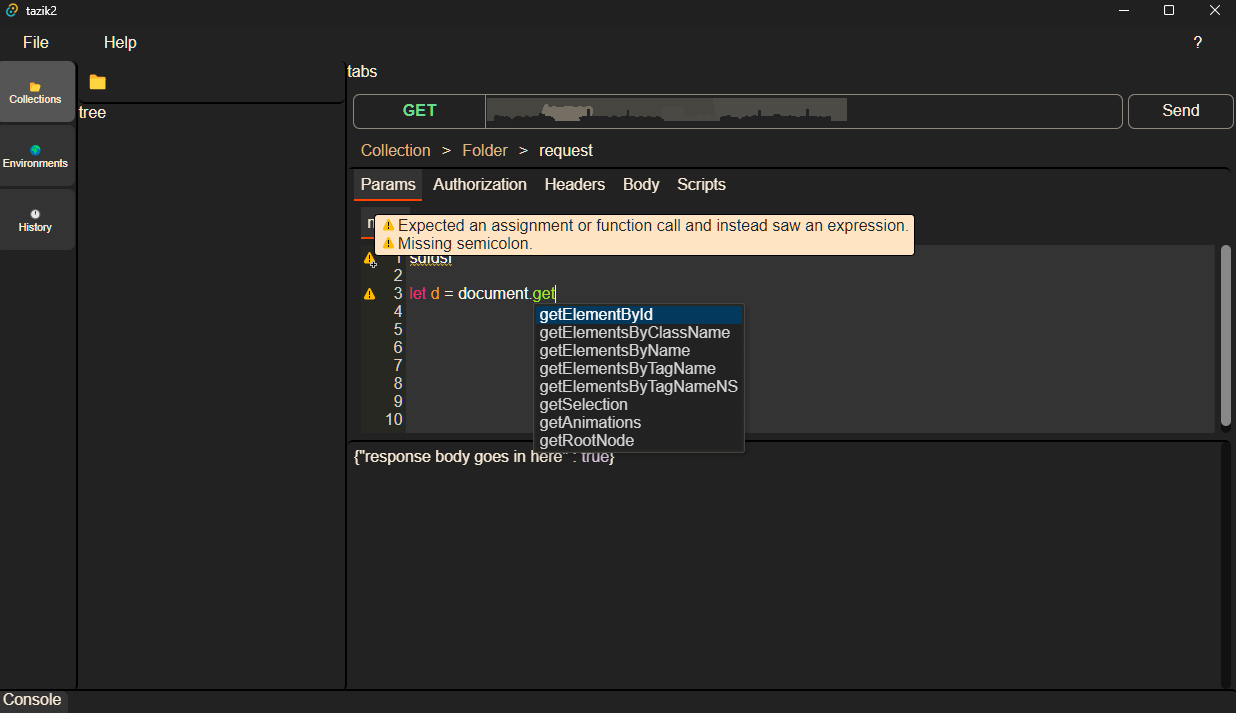 tazik2
File Help ?
Collections
Environments
History
tree
tabs
GET Send
Collection > Folder > request
Params Authorization Headers Body Scripts
Expected an assignment or function call and instead saw an expression.
Missing semicolon.
1
2
3 let d = document.get
4
5
6
7
8
9
10
getElementById
getElementsByClassName
getElementsByName
getElementsByTagName
getElementsByTagNameNS
getSelection
getAnimations
getRootNode
{"response body goes in here" : true}
Console